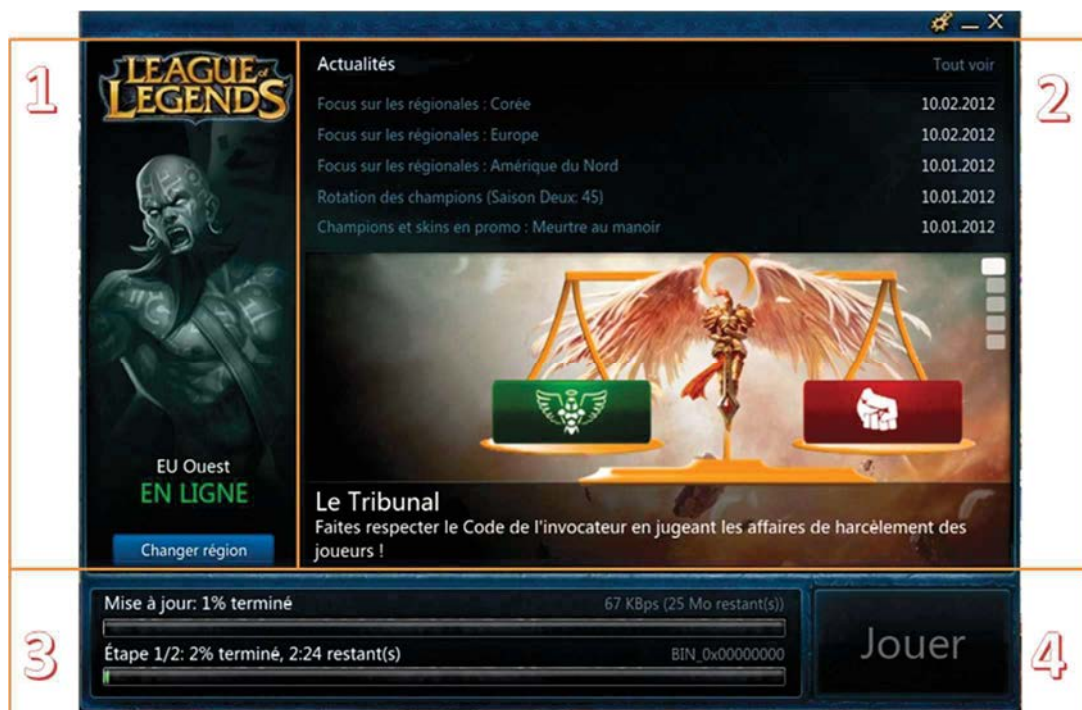 1
LEAGUE of
LEGENDS
EU Ouest
EN LIGNE
Changer région
2
Actualités Tout voir
Focus sur les régionales : Corée 10.02.2012
Focus sur les régionales : Europe 10.02.2012
Focus sur les régionales : Amérique du Nord 10.01.2012
Rotation des champions (Saison Deux: 45) 10.01.2012
Champions et skins en promo : Meurtre au manoir 10.01.2012
Le Tribunal
Faites respecter le Code de l'invocateur en jugeant les affaires de harcèlement des
joueurs !
3
Mise à jour: 1% terminé 67 KBps (25 Mo restant(s))
Étape 1/2: 2% terminé, 2:24 restant(s) BIN_0x00000000
4
Jouer